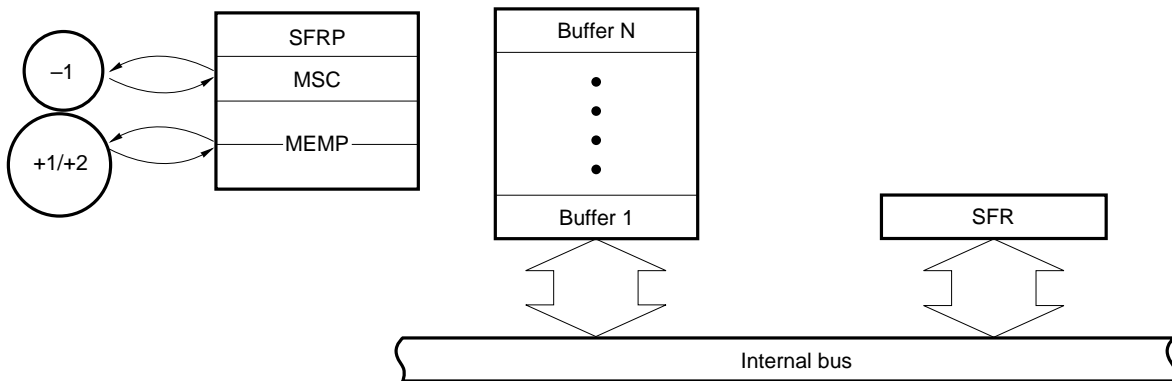 SFRP
Buffer N
–1
MSC
MEMP
+1/+2
Buffer 1
SFR
Internal bus